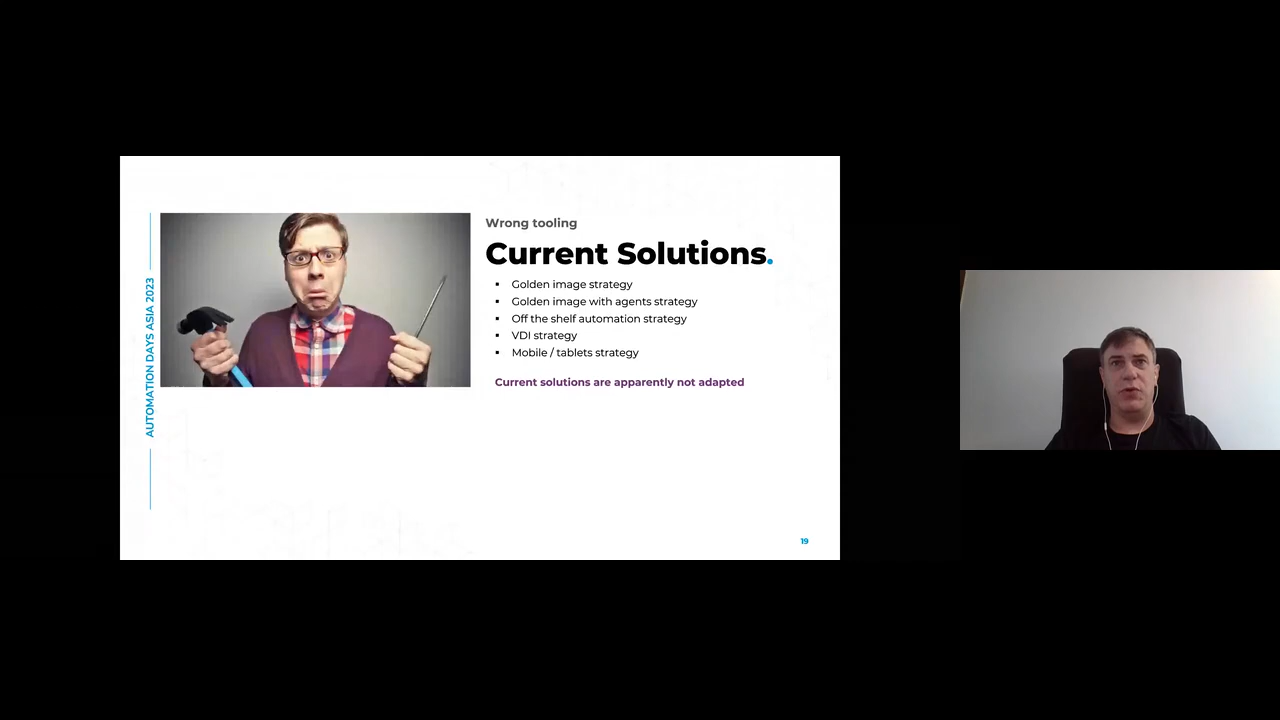 AUTOMATION DAYS ASIA 2023
Wrong tooling
Current Solutions.
▪ Golden image strategy
▪ Golden image with agents strategy
▪ Off the shelf automation strategy
▪ VDI strategy
▪ Mobile / tablets strategy
Current solutions are apparently not adapted
19